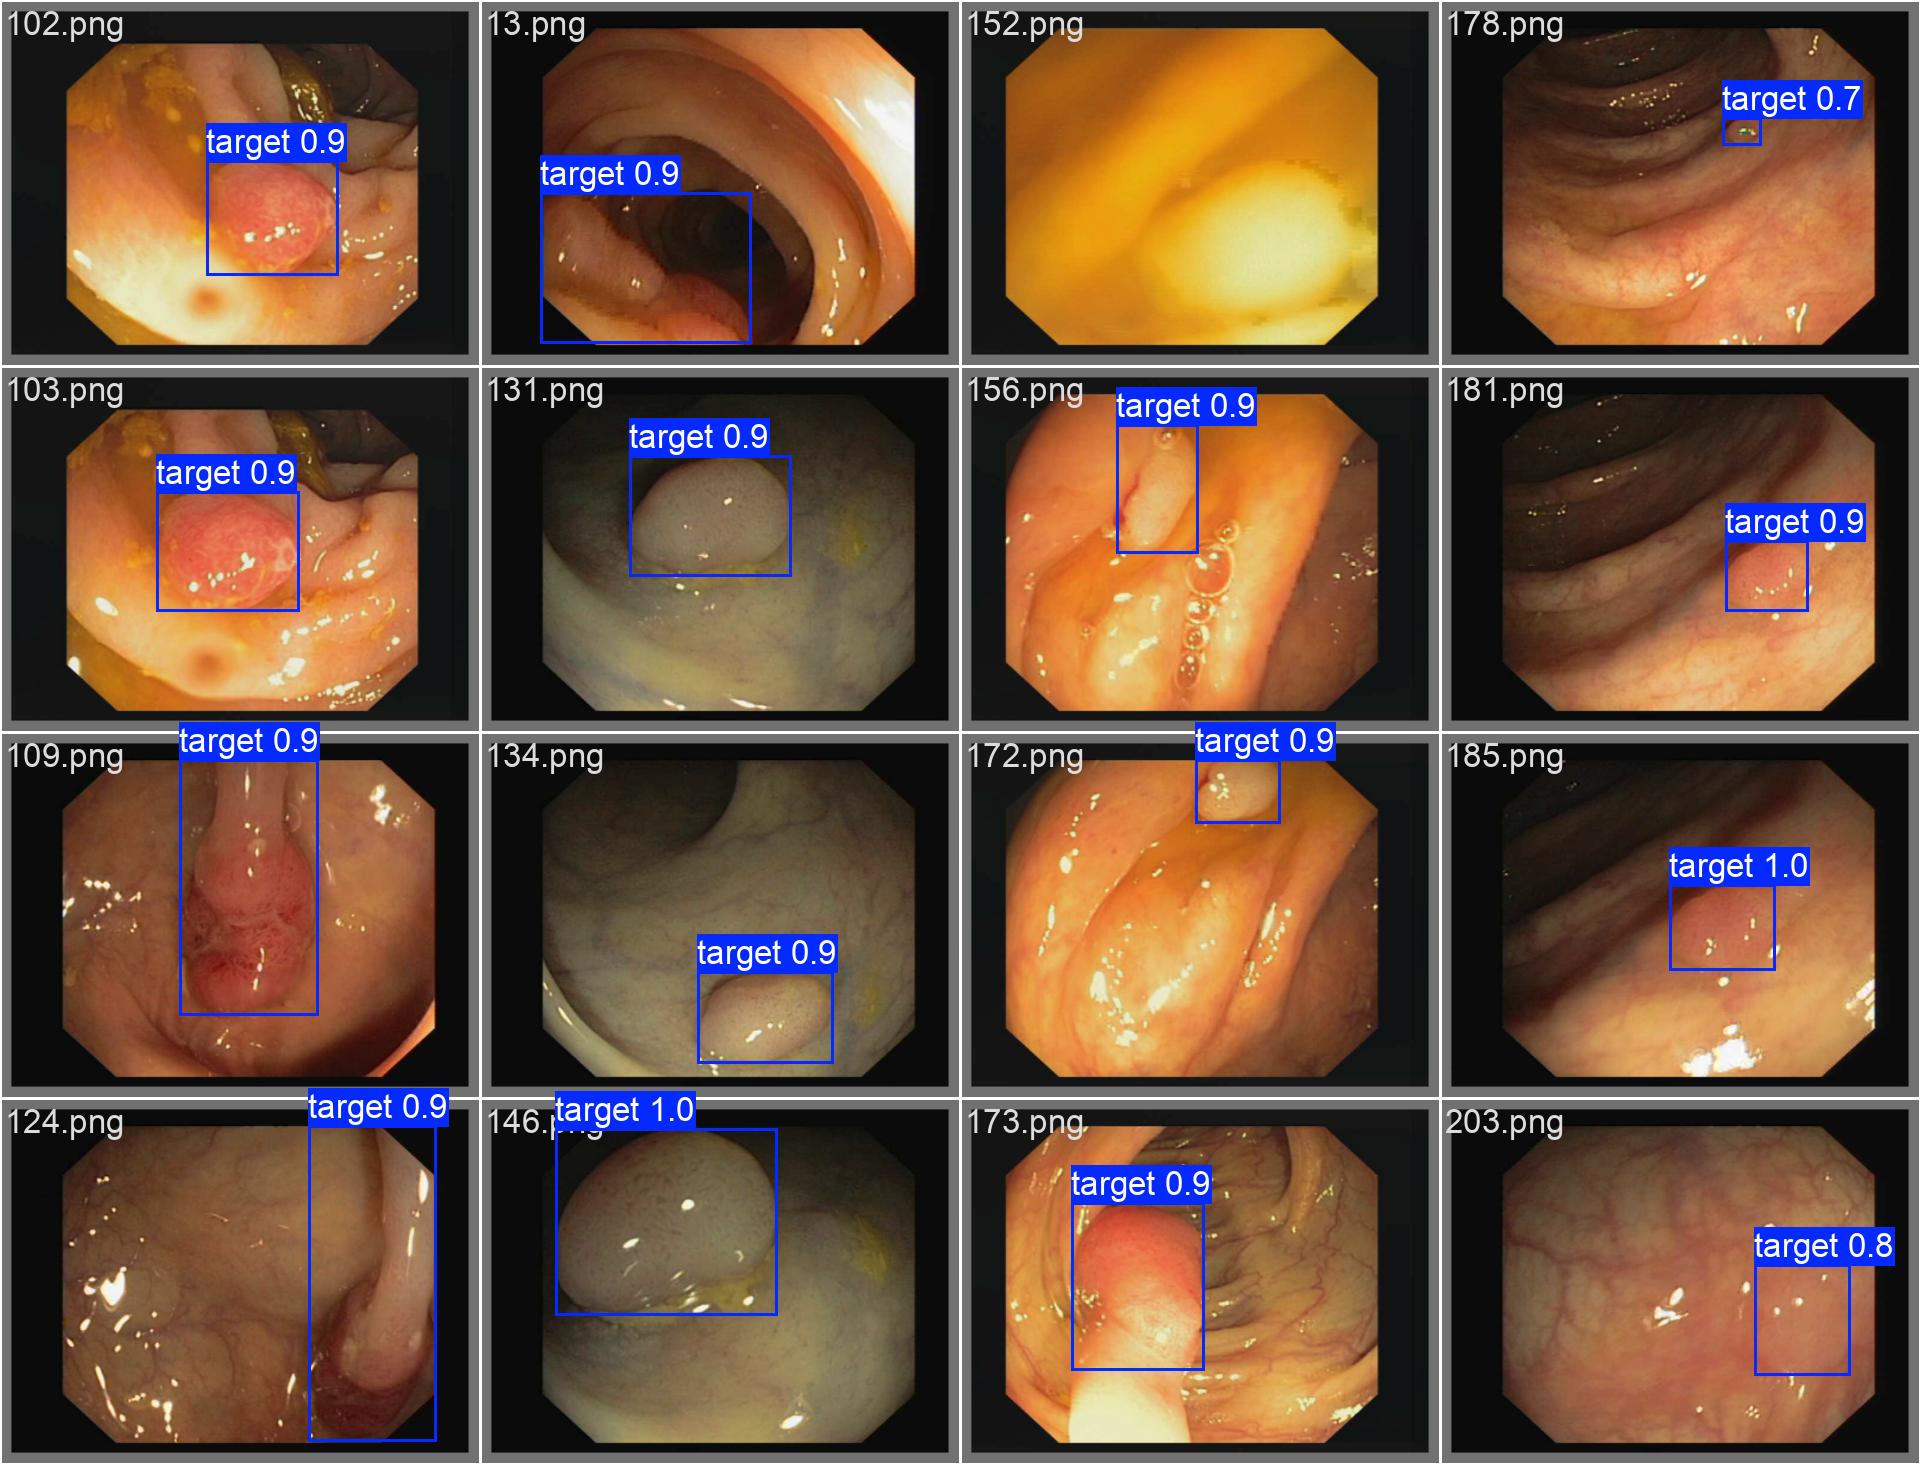 102.png
target 0.9
13.png
target 0.9
152.png
178.png
target 0.7
103.png
target 0.9
131.png
target 0.9
156.png
target 0.9
181.png
target 0.9
109.png
target 0.9
134.png
target 0.9
172.png
target 0.9
185.png
target 1.0
124.png
target 0.9
146.png
target 1.0
173.png
target 0.9
203.png
target 0.8